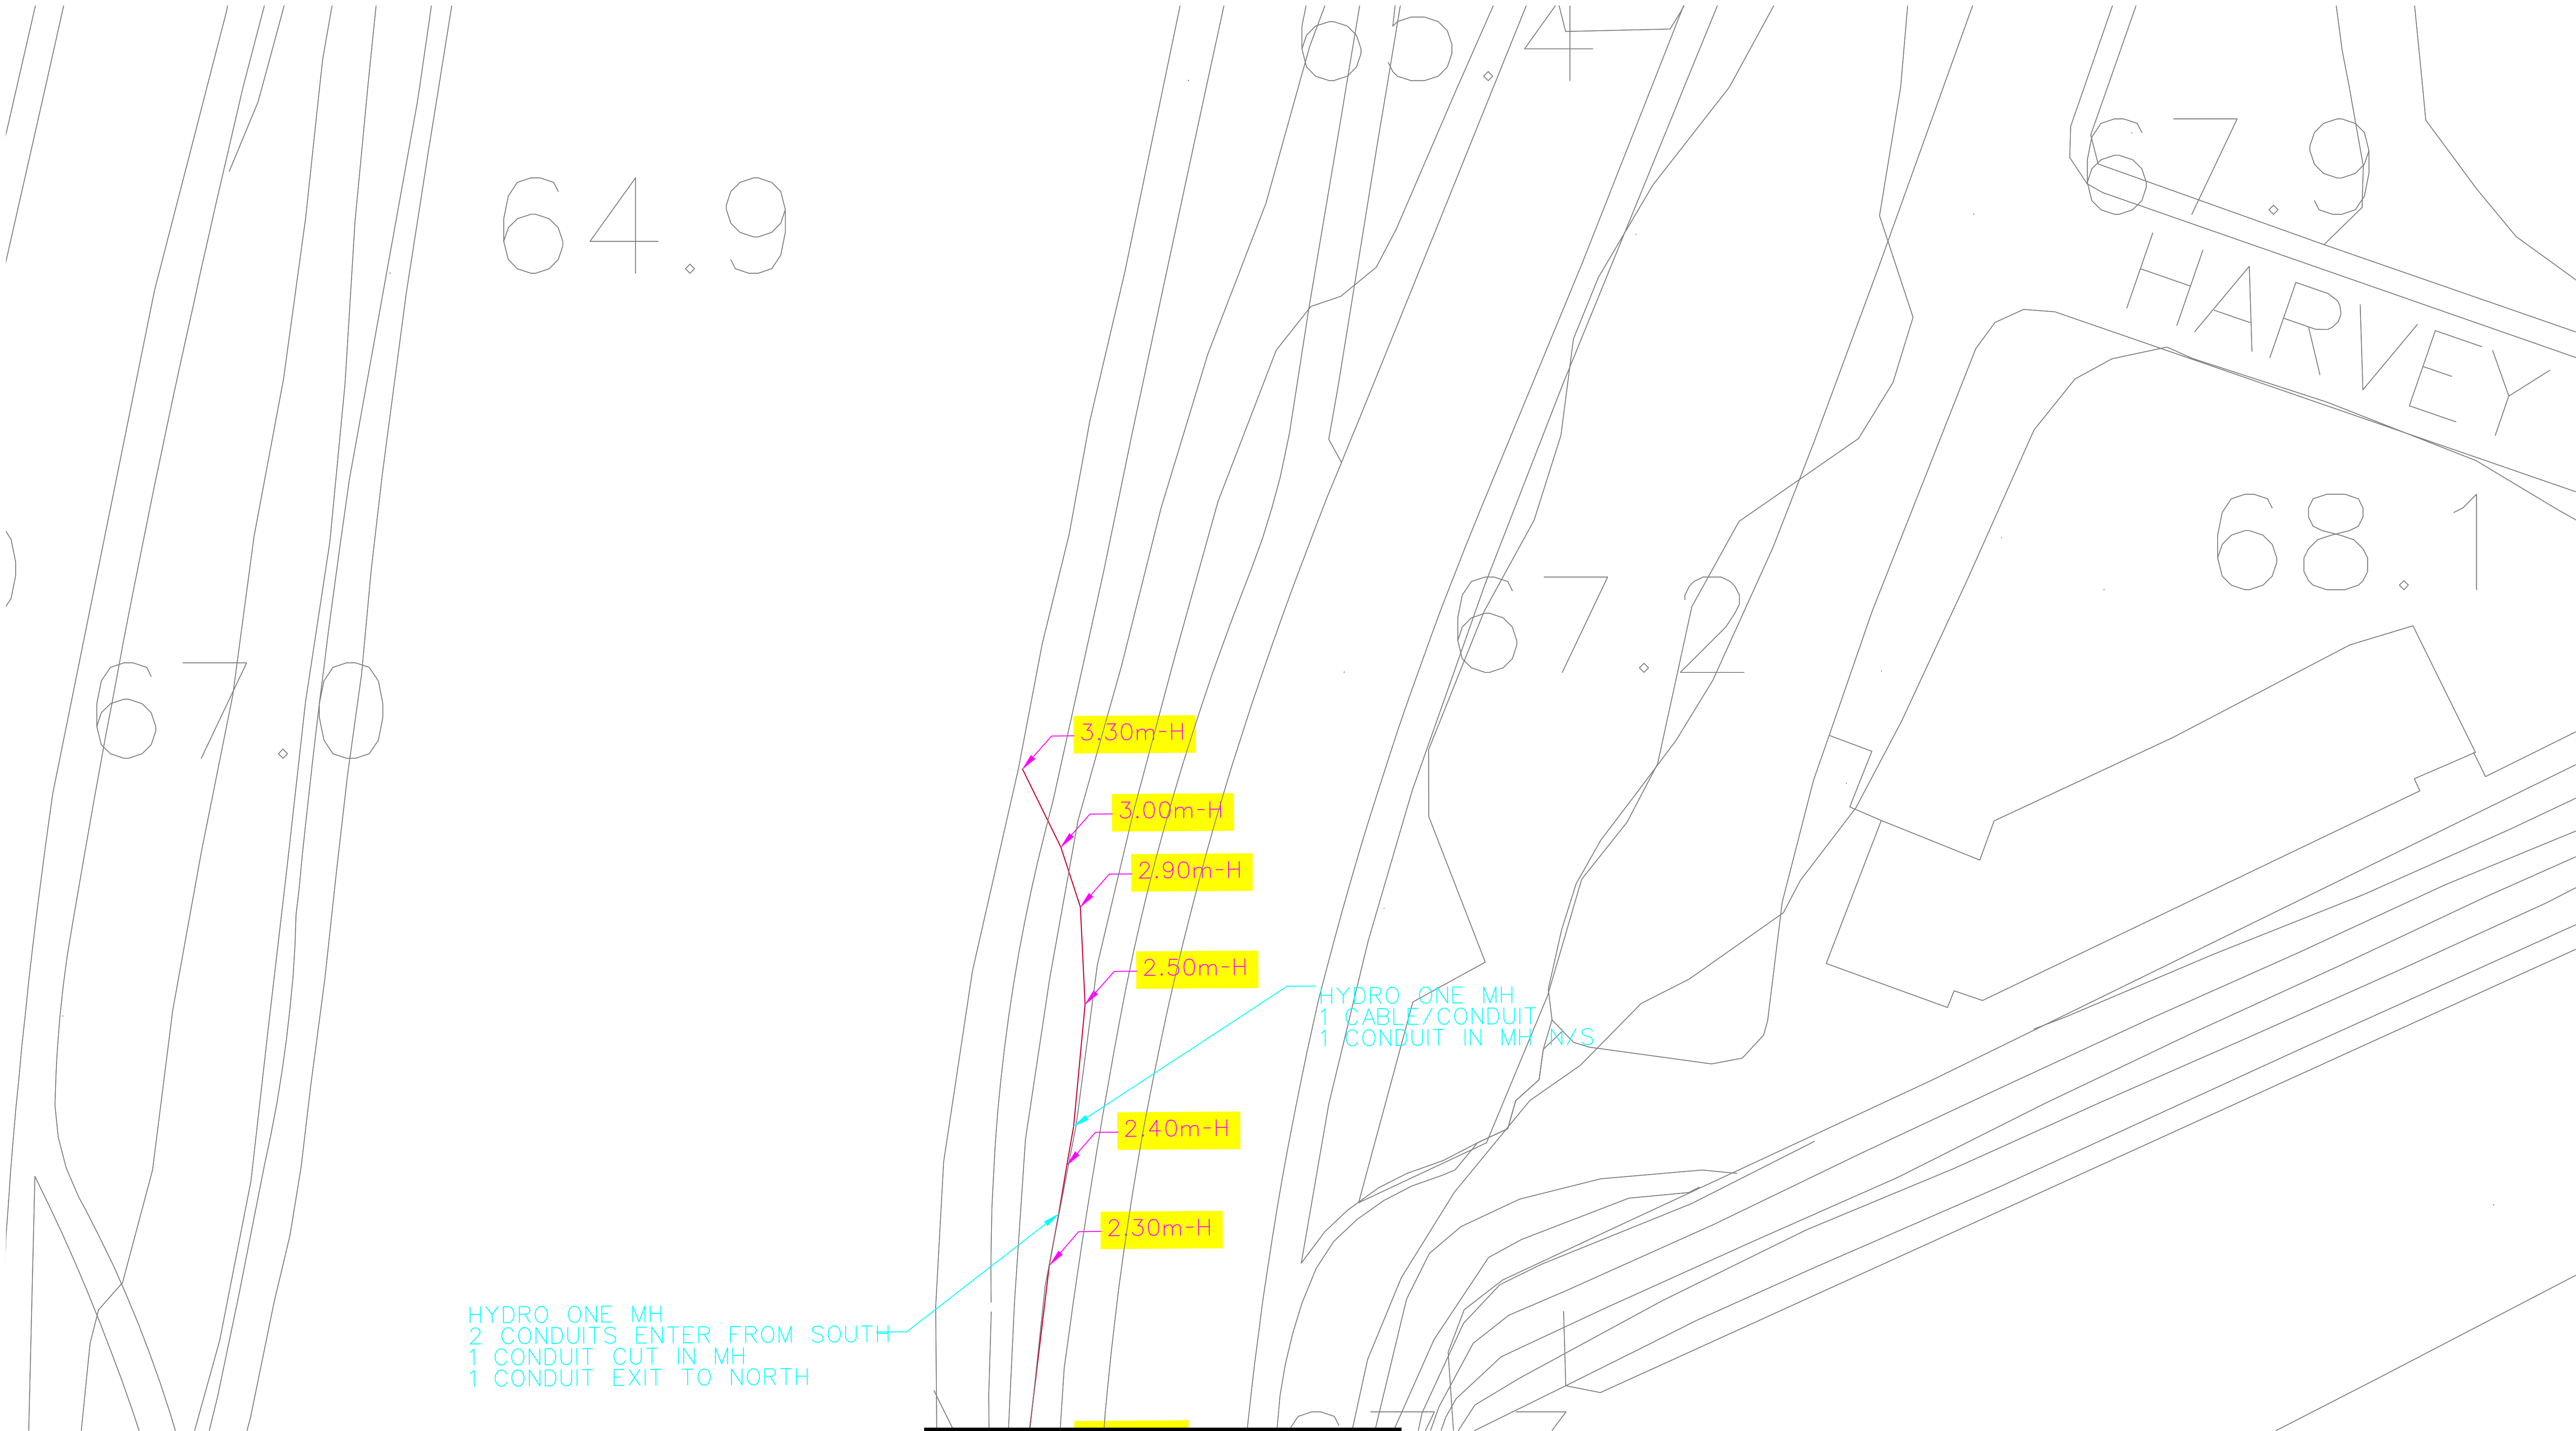 65.4
64.9
67.9
HARVEY
68.1
67.2
67.0
3.30m-H
3.00m-H
2.90m-H
2.50m-H
HYDRO ONE MH
1 CABLE/CONDUIT
1 CONDUIT IN MH N/S
2.40m-H
2.30m-H
HYDRO ONE MH
2 CONDUITS ENTER FROM SOUTH
1 CONDUIT CUT IN MH
1 CONDUIT EXIT TO NORTH